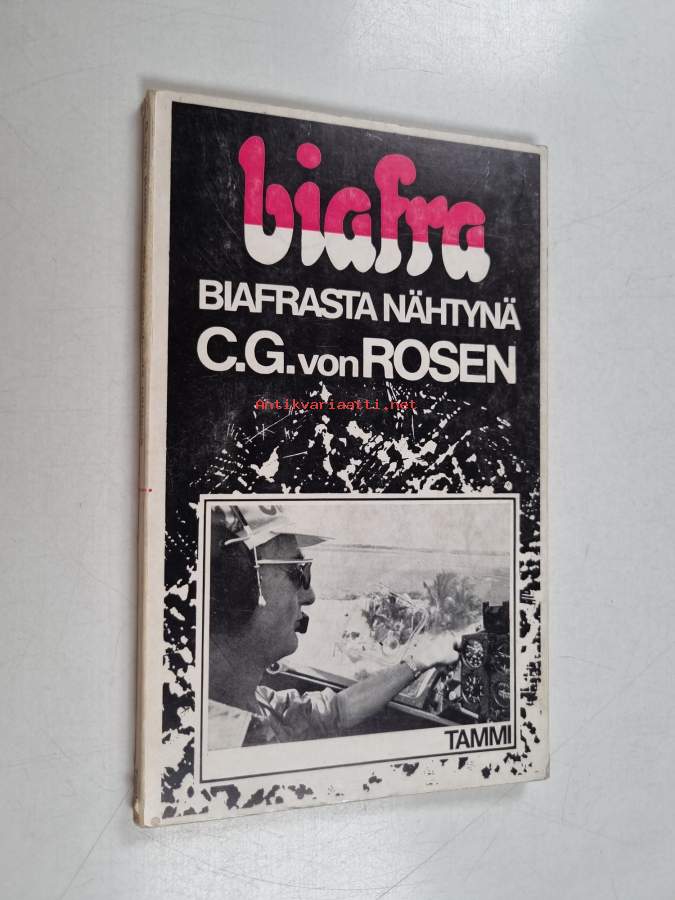 biafra
BIAFRASTA NÄHTYNÄ
C.G. von ROSEN
Antikvariaatti.net
TAMMI